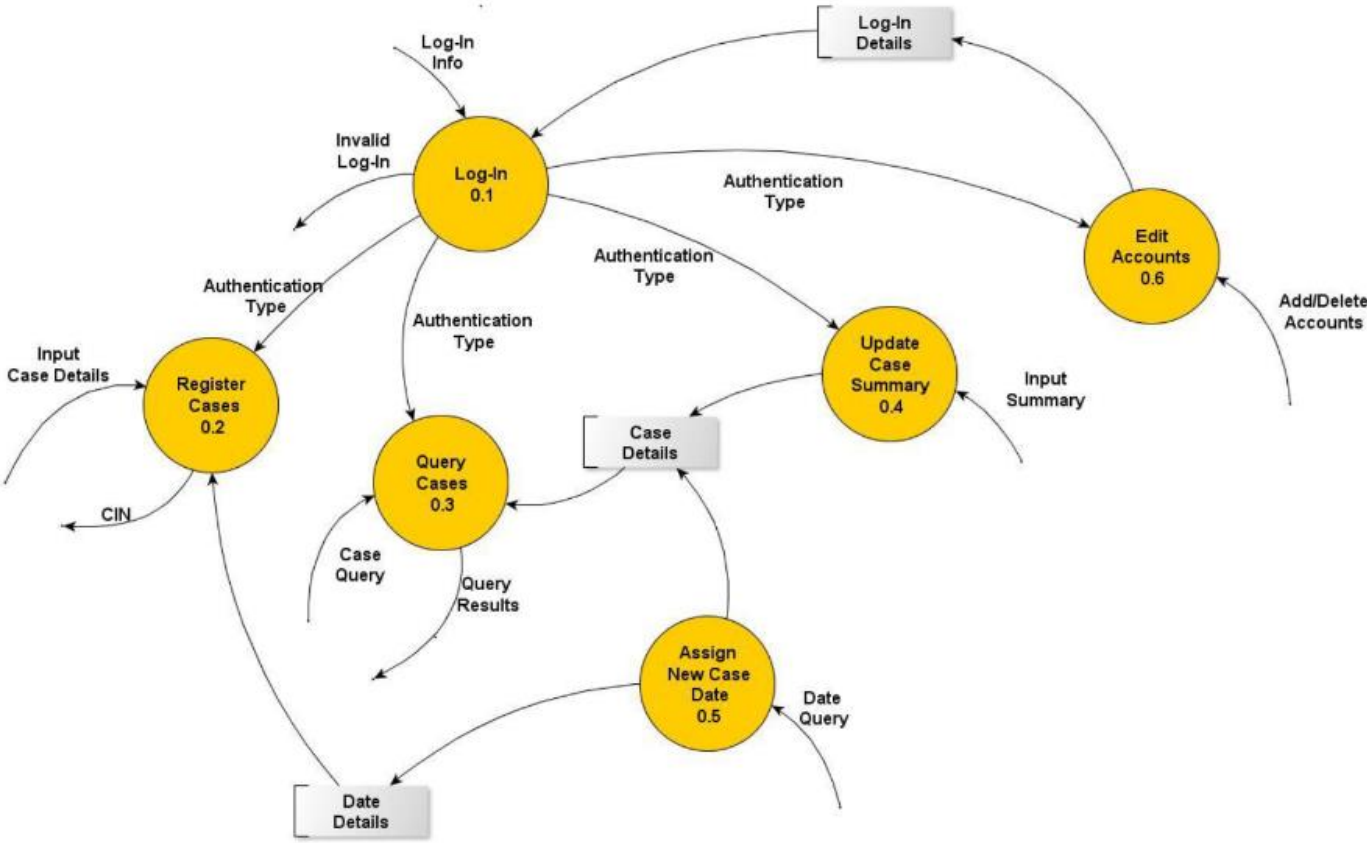 Log-In
Details
Log-In
Info
Invalid
Log-In
Log-In
0.1
Authentication
Type
Edit
Accounts
0.6
Authentication
Type
Authentication
Type
Add/Delete
Accounts
Authentication
Type
Input
Case Details
Register
Cases
0.2
Update
Case
Summary
0.4
Input
Summary
Case
Details
Query
Cases
0.3
CIN
Case
Query
Query
Results
Assign
New Case
Date
0.5
Date
Query
Date
Details